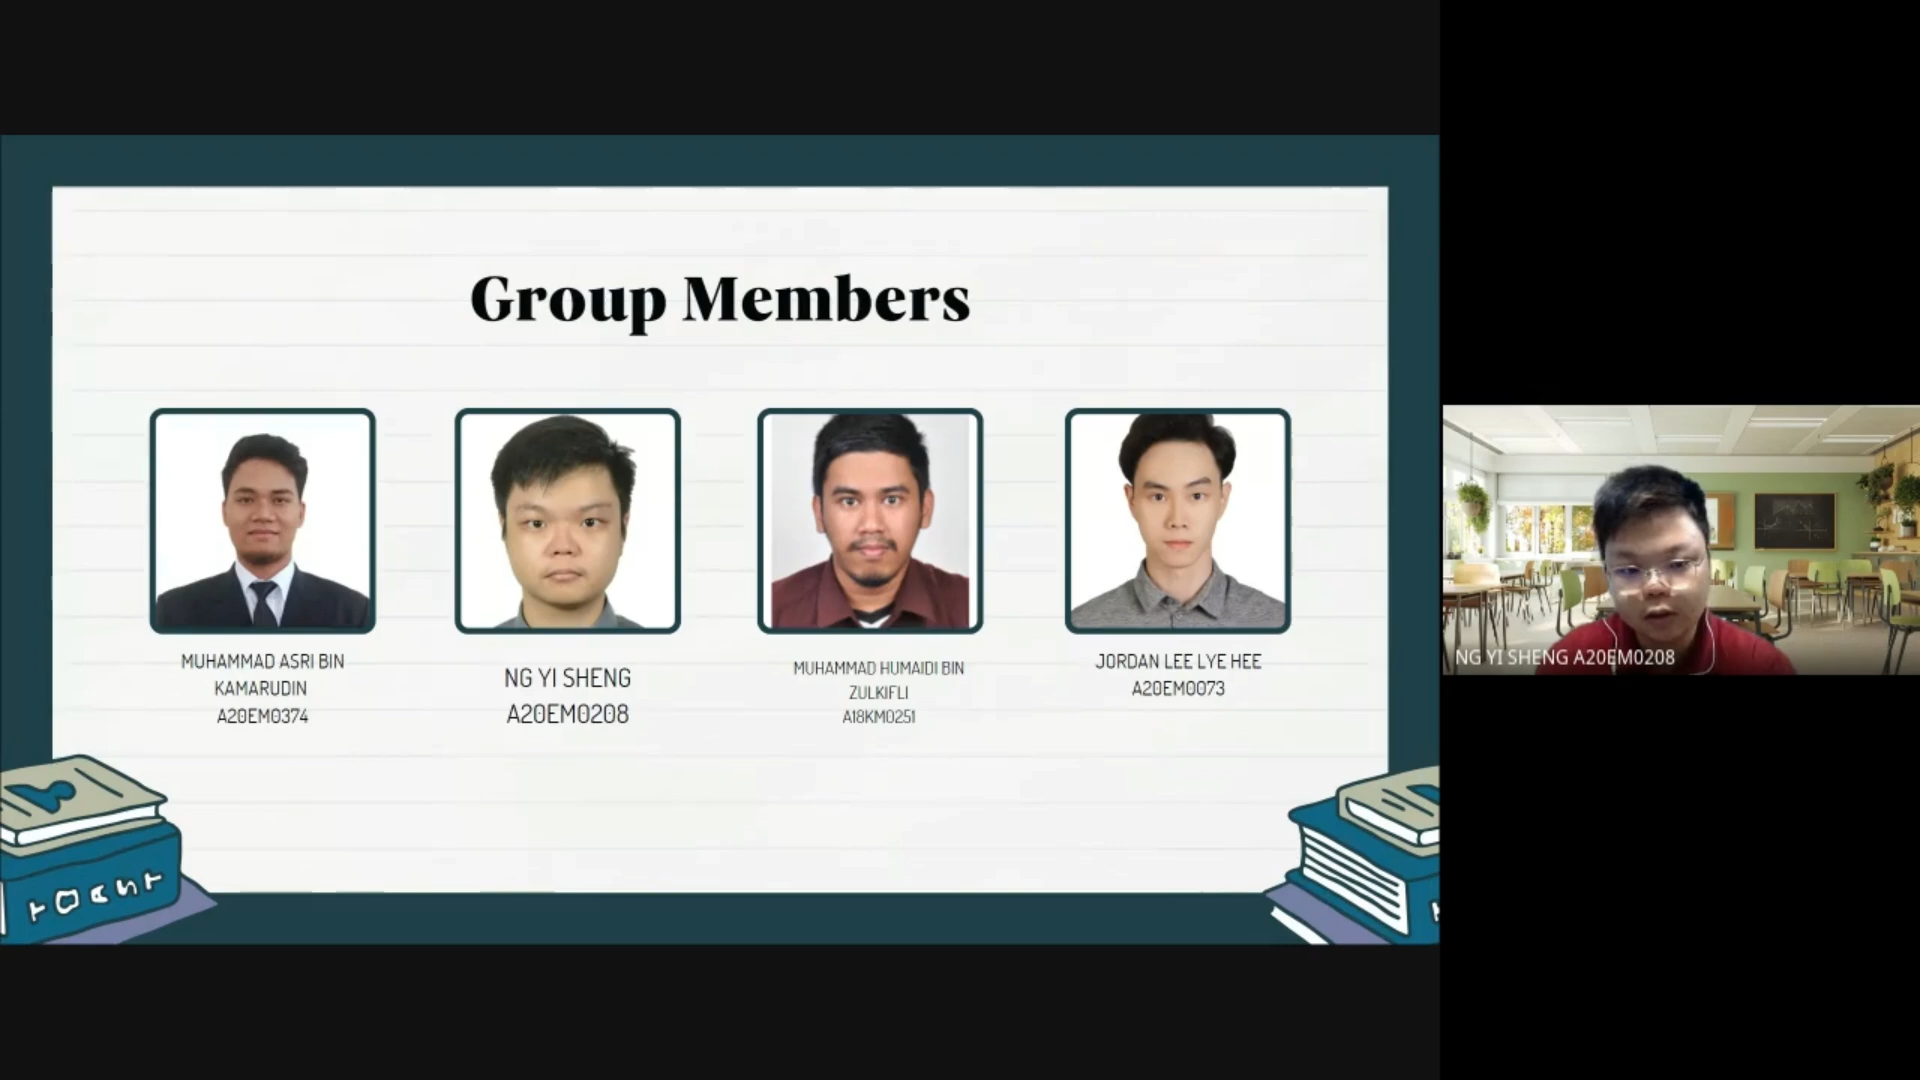 Group Members
MUHAMMAD ASRI BIN
KAMARUDIN
A20EM0374
NG YI SHENG
A20EM0208
MUHAMMAD HUMAIDI BIN
ZULKIFLI
A18KM0251
JORDAN LEE LYE HEE
A20EM0073
NG YI SHENG A20EM0208